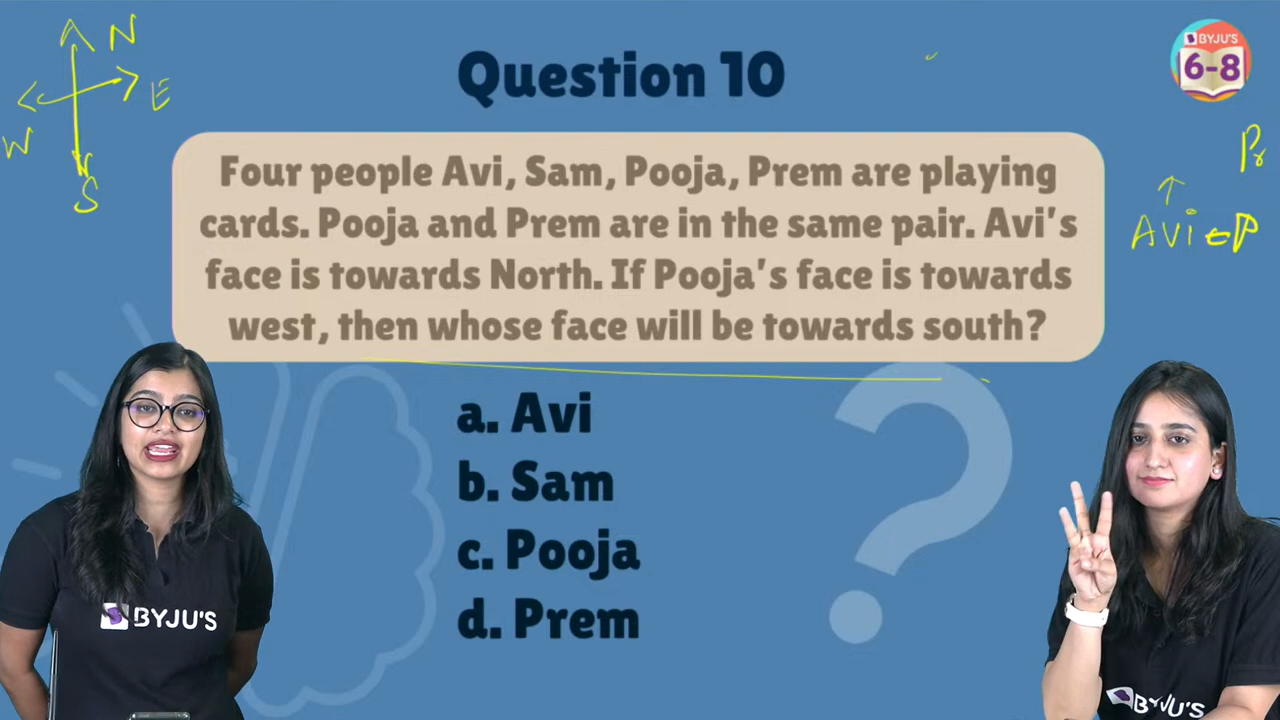 N
E
W
S
Question 10
BYJU'S
6-8
Four people Avi, Sam, Pooja, Prem are playing
cards. Pooja and Prem are in the same pair. Avi's
face is towards North. If Pooja's face is towards
west, then whose face will be towards south?
Pr
Avi ← P
a. Avi
b. Sam
c. Pooja
d. Prem
BYJU'S
BYJU'S